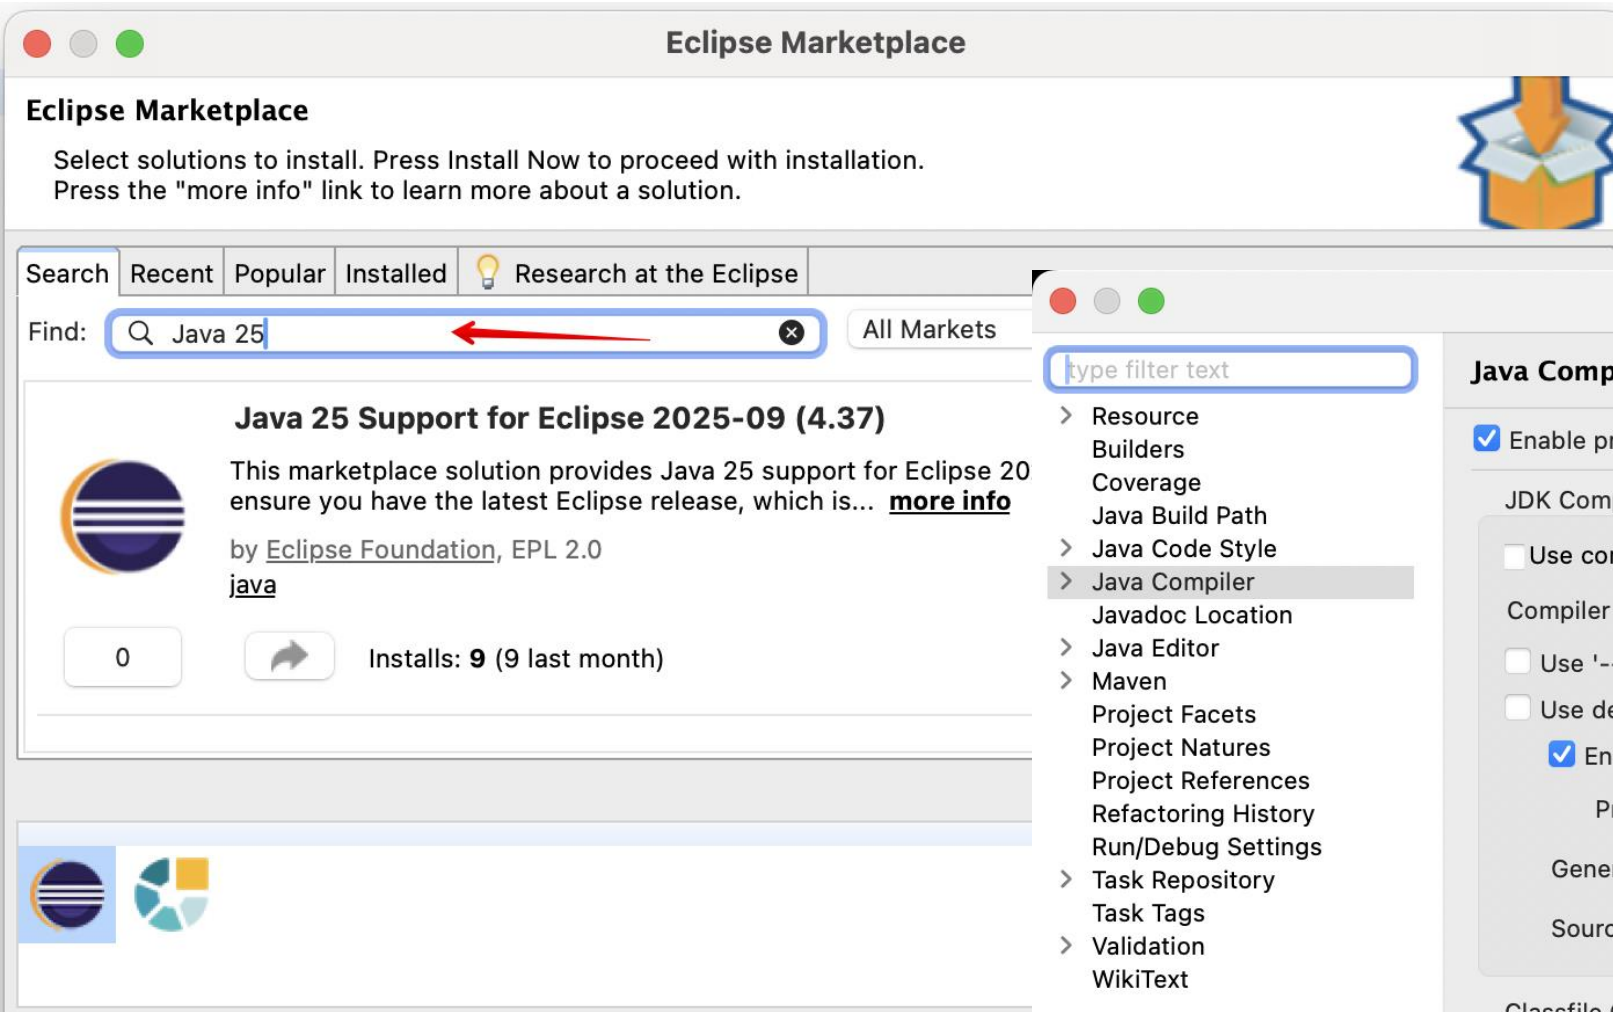 Eclipse Marketplace
Eclipse Marketplace
Select solutions to install. Press Install Now to proceed with installation.
Press the "more info" link to learn more about a solution.
Search Recent Popular Installed Research at the Eclipse
Find: Java 25 All Markets
Java 25 Support for Eclipse 2025-09 (4.37)
This marketplace solution provides Java 25 support for Eclipse 20
ensure you have the latest Eclipse release, which is... more info
by Eclipse Foundation, EPL 2.0
java
0 Installs: 9 (9 last month)
type filter text
Resource
Builders
Coverage
Java Build Path
Java Code Style
Java Compiler
Javadoc Location
Java Editor
Maven
Project Facets
Project Natures
Project References
Refactoring History
Run/Debug Settings
Task Repository
Task Tags
Validation
WikiText
Java Comp
Enable pr
JDK Com
Use co
Compiler
Use '-
Use de
En
P
Gene
Sourc